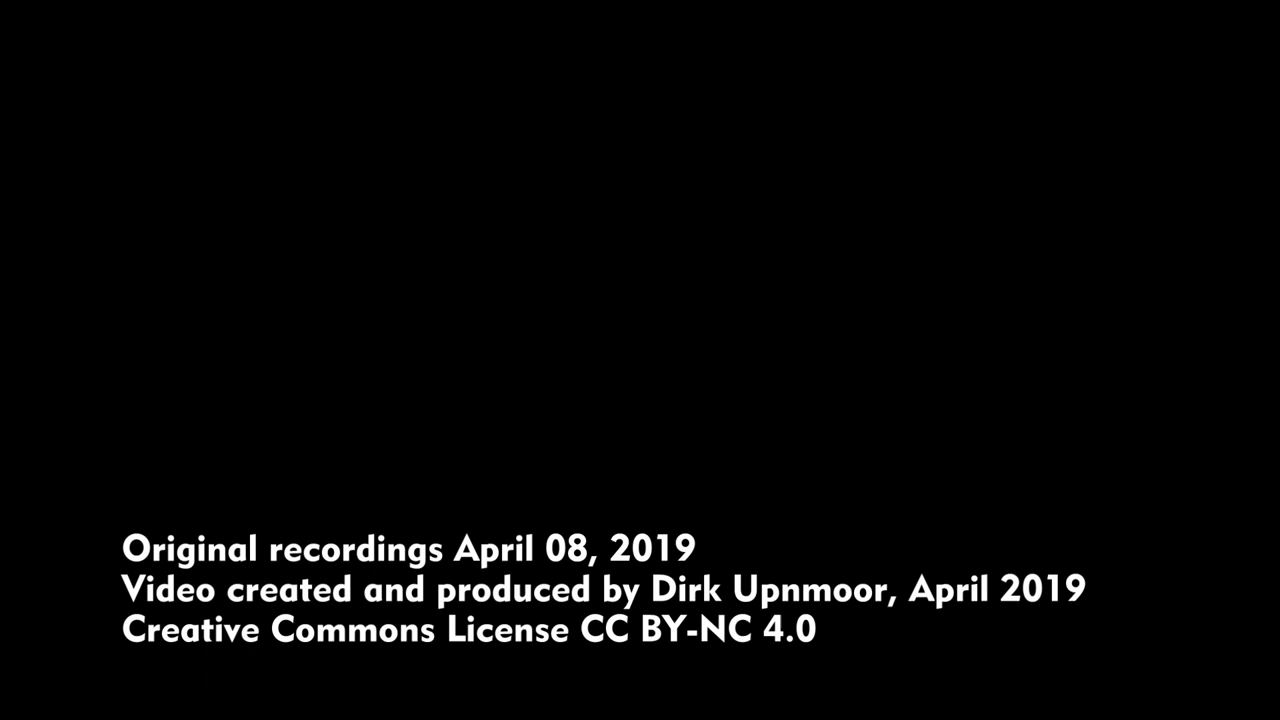 Original recordings April 08, 2019
Video created and produced by Dirk Upnmoor, April 2019
Creative Commons License CC BY-NC 4.0